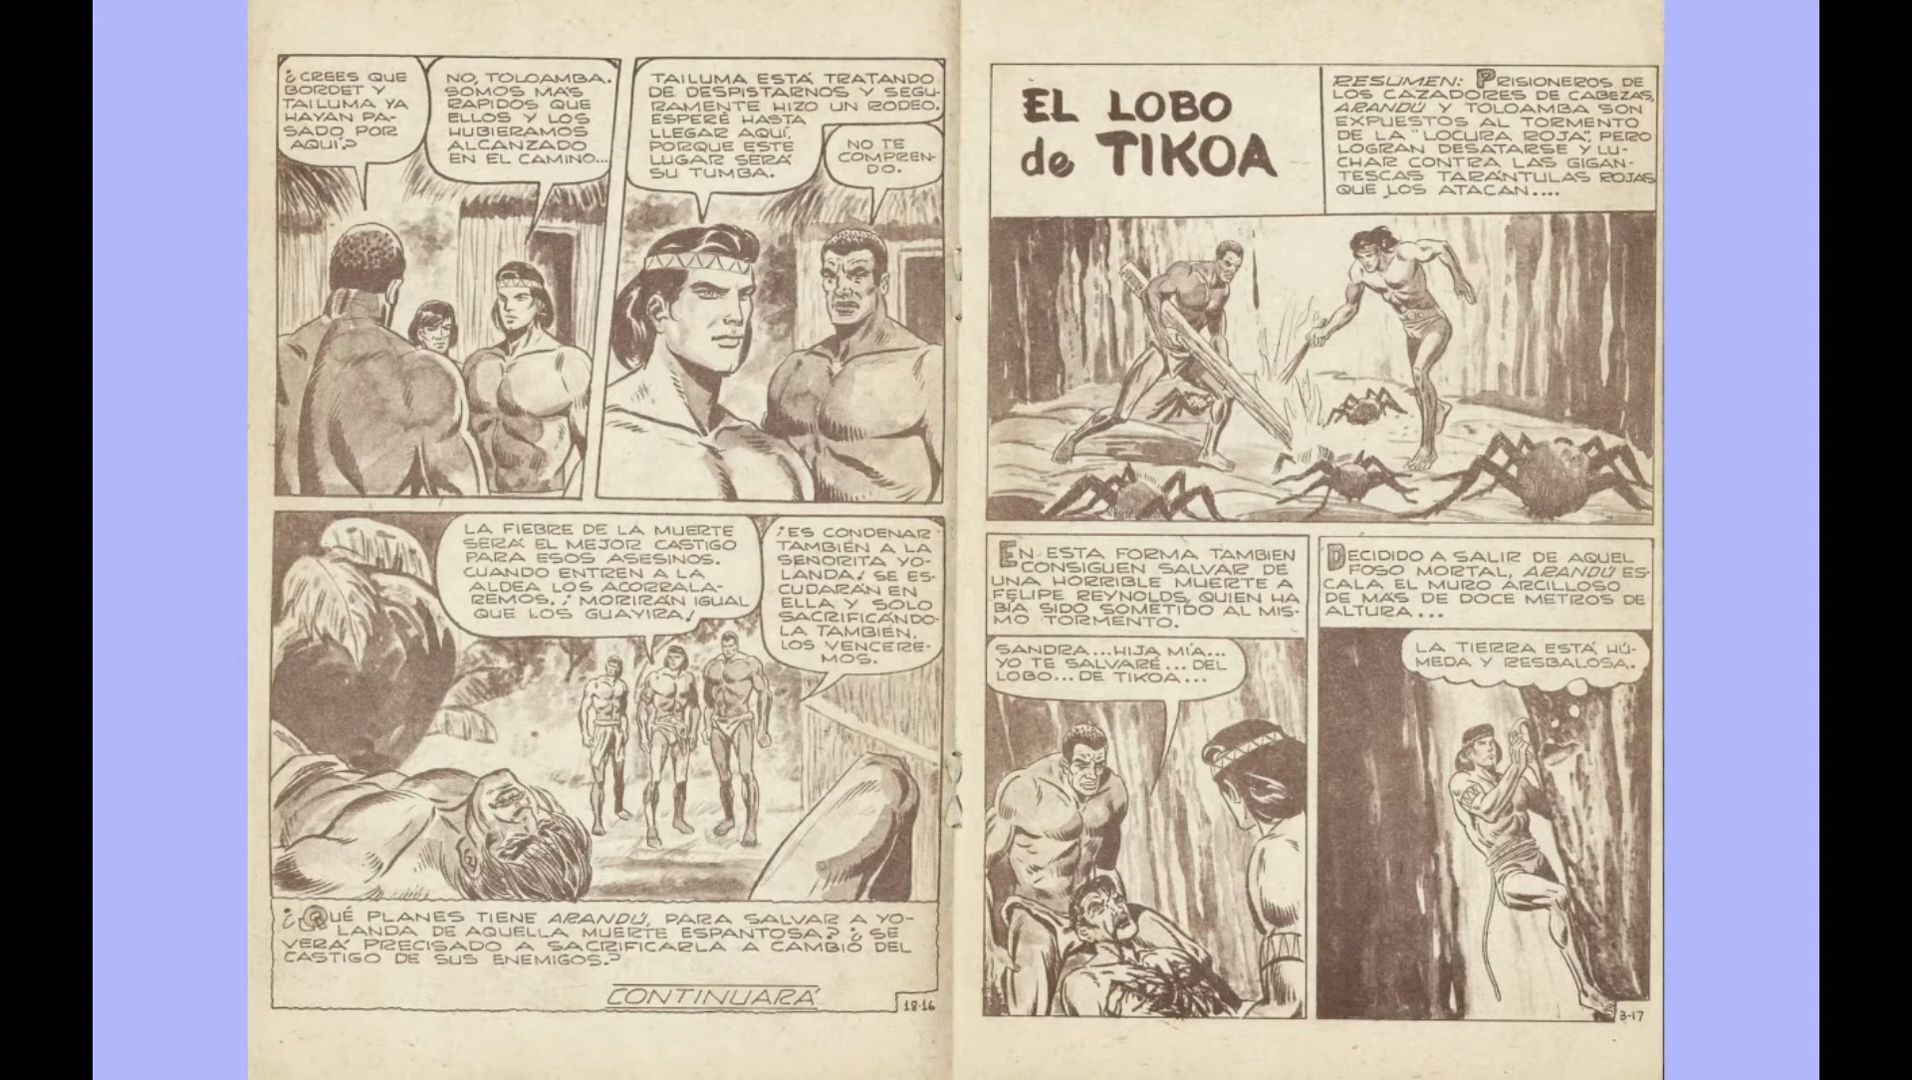 ¿CREES QUE
BORDET Y
TAILUMA YA
HAYAN PA-
SADO POR
AQUÍ?
NO, TOLOAMBA.
SOMOS MÁS
RAPIDOS QUE
ELLOS Y LOS
HUBIERAMOS
ALCANZADO
EN EL CAMINO...
TAILUMA ESTÁ TRATANDO
DE DESPISTARNOS Y SEGU-
RAMENTE HIZO UN RODEO.
ESPERÉ HASTA
LLEGAR AQUÍ,
PORQUE ESTE
LUGAR SERÁ
SU TUMBA.
NO TE
COMPREN-
DO.
LA FIEBRE DE LA MUERTE
SERÁ EL MEJOR CASTIGO
PARA ESOS ASESINOS.
CUANDO ENTREN A LA
ALDEA LOS ACORRALA-
REMOS. ¡MORIRÁN IGUAL
QUE LOS GUAYIRA!
¡ES CONDENAR
TAMBIÉN A LA
SEÑORITA YO-
LANDA! SE ES-
CUDARÁN EN
ELLA Y SOLO
SACRIFICÁNDO-
LA TAMBIÉN,
LOS VENCERE-
MOS.
¿QUÉ PLANES TIENE ARANDÚ, PARA SALVAR A YO-
LANDA DE AQUELLA MUERTE ESPANTOSA? ¿SE
VERÁ PRECISADO A SACRIFICARLA A CAMBIO DEL
CASTIGO DE SUS ENEMIGOS?
CONTINUARÁ
18-16
EL LOBO
de TIKOA
RESUMEN: PRISIONEROS DE
LOS CAZADORES DE CABEZAS,
ARANDÚ Y TOLOAMBA SON
EXPUESTOS AL TORMENTO
DE LA "LOCURA ROJA", PERO
LOGRAN DESATARSE Y LU-
CHAR CONTRA LAS GIGAN-
TESCAS TARÁNTULAS ROJAS
QUE LOS ATACAN....
EN ESTA FORMA TAMBIEN
CONSIGUEN SALVAR DE
UNA HORRIBLE MUERTE A
FELIPE REYNOLDS, QUIEN HA
BÍA SIDO SOMETIDO AL MIS-
MO TORMENTO.
SANDRA...HIJA MÍA...
YO TE SALVARÉ... DEL
LOBO... DE TIKOA...
DECIDIDO A SALIR DE AQUEL
FOSO MORTAL, ARANDÚ ES-
CALA EL MURO ARCILLOSO
DE MÁS DE DOCE METROS DE
ALTURA...
LA TIERRA ESTÁ HÚ-
MEDA Y RESBALOSA.
3-17